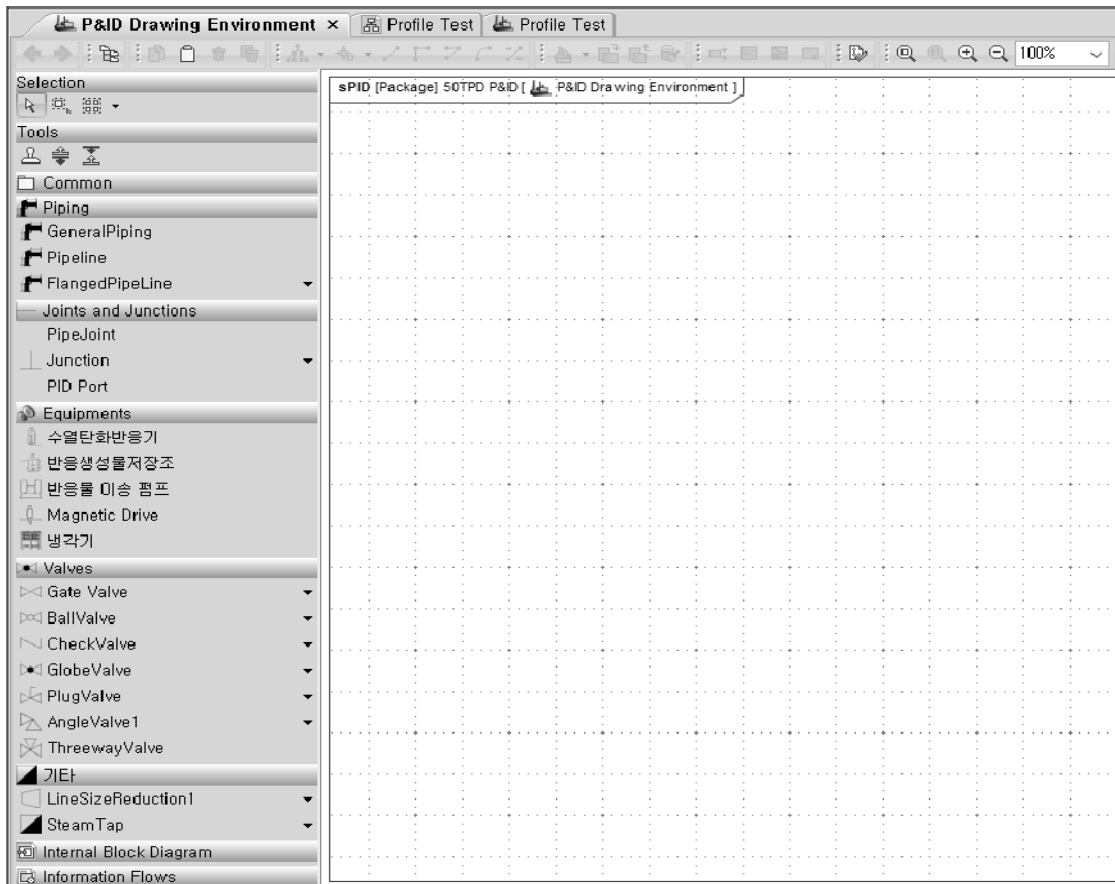 P&ID Drawing Environment × Profile Test Profile Test
100%
Selection
sPID [Package] 50TPD P&ID [ P&ID Drawing Environment ]
Tools
Common
Piping
GeneralPiping
Pipeline
FlangedPipeLine
Joints and Junctions
PipeJoint
Junction
PID Port
Equipments
수열탄화반응기
반응생성물저장조
반응물 이송 펌프
Magnetic Drive
냉각기
Valves
Gate Valve
BallValve
CheckValve
GlobeValve
PlugValve
AngleValve1
ThreewayValve
기타
LineSizeReduction1
SteamTap
Internal Block Diagram
Information Flows